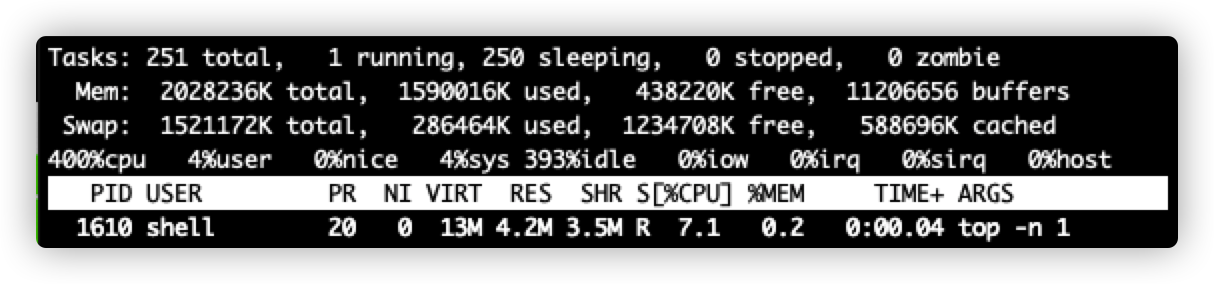 Tasks: 251 total,   1 running, 250 sleeping,   0 stopped,   0 zombie
  Mem:  2028236K total,  1590016K used,   438220K free,  11206656 buffers
 Swap:  1521172K total,   286464K used,  1234708K free,   588696K cached
400%cpu   4%user   0%nice   4%sys 393%idle   0%iow   0%irq   0%sirq   0%host
   PID USER         PR  NI VIRT  RES  SHR S[%CPU] %MEM     TIME+ ARGS
  1610 shell        20   0  13M 4.2M 3.5M R  7.1   0.2   0:00.04 top -n 1